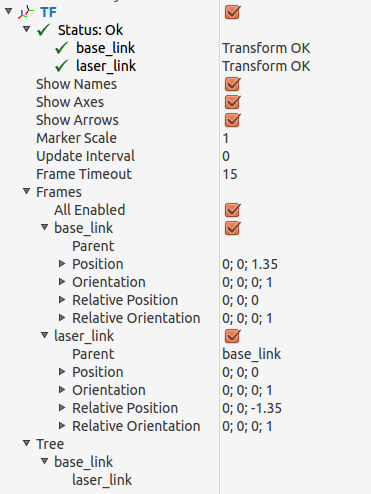 TF
Status: Ok
base_link Transform OK
laser_link Transform OK
Show Names
Show Axes
Show Arrows
Marker Scale 1
Update Interval 0
Frame Timeout 15
Frames
All Enabled
base_link
Parent
Position 0; 0; 1.35
Orientation 0; 0; 0; 1
Relative Position 0; 0; 0
Relative Orientation 0; 0; 0; 1
laser_link
Parent base_link
Position 0; 0; 0
Orientation 0; 0; 0; 1
Relative Position 0; 0; -1.35
Relative Orientation 0; 0; 0; 1
Tree
base_link
laser_link